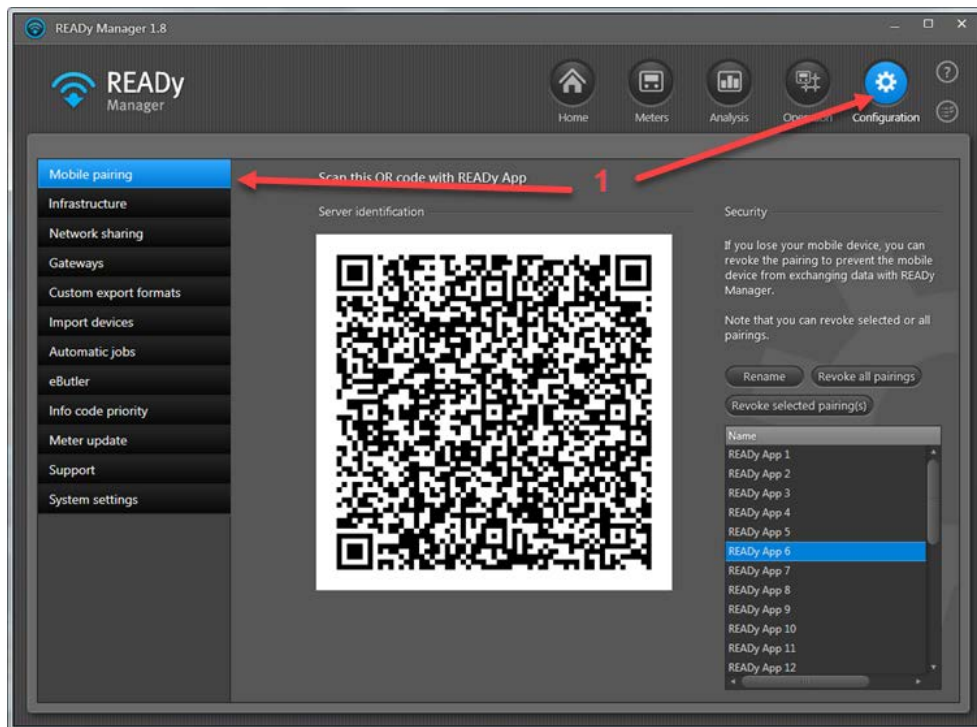 READy Manager 1.8
READy
Manager
Home
Meters
Analysis
Operation
Configuration
Mobile pairing
Infrastructure
Network sharing
Gateways
Custom export formats
Import devices
Automatic jobs
eButler
Info code priority
Meter update
Support
System settings
1
Scan this QR code with READy App
Server identification
Security
If you lose your mobile device, you can
revoke the pairing to prevent the mobile
device from exchanging data with READy
Manager.
Note that you can revoke selected or all
pairings.
Rename
Revoke all pairings
Revoke selected pairing(s)
Name
READy App 1
READy App 2
READy App 3
READy App 4
READy App 5
READy App 6
READy App 7
READy App 8
READy App 9
READy App 10
READy App 11
READy App 12